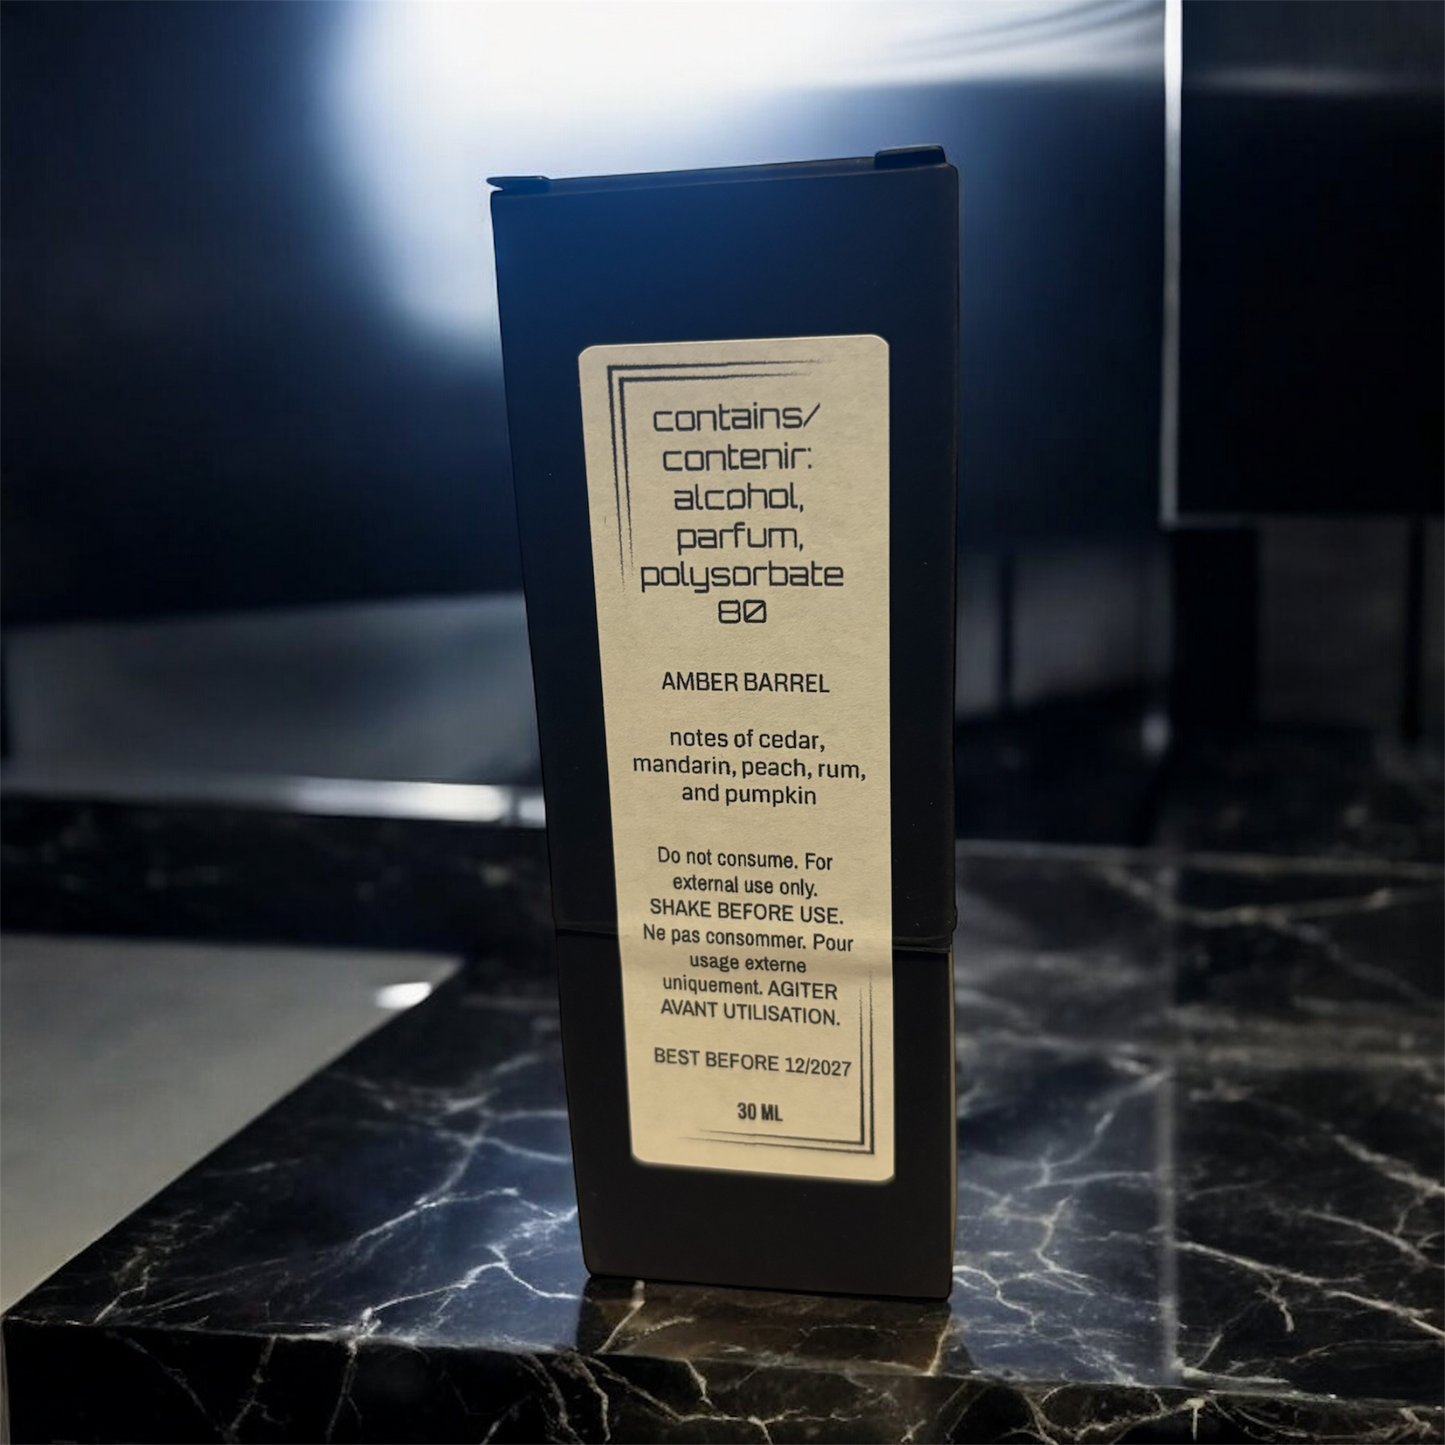 contains/
contenir:
alcohol,
parfum,
polysorbate
80
AMBER BARREL
notes of cedar,
mandarin, peach, rum,
and pumpkin
Do not consume. For
external use only.
SHAKE BEFORE USE.
Ne pas consommer. Pour
usage externe
uniquement. AGITER
AVANT UTILISATION.
BEST BEFORE 12/2027
30 ML